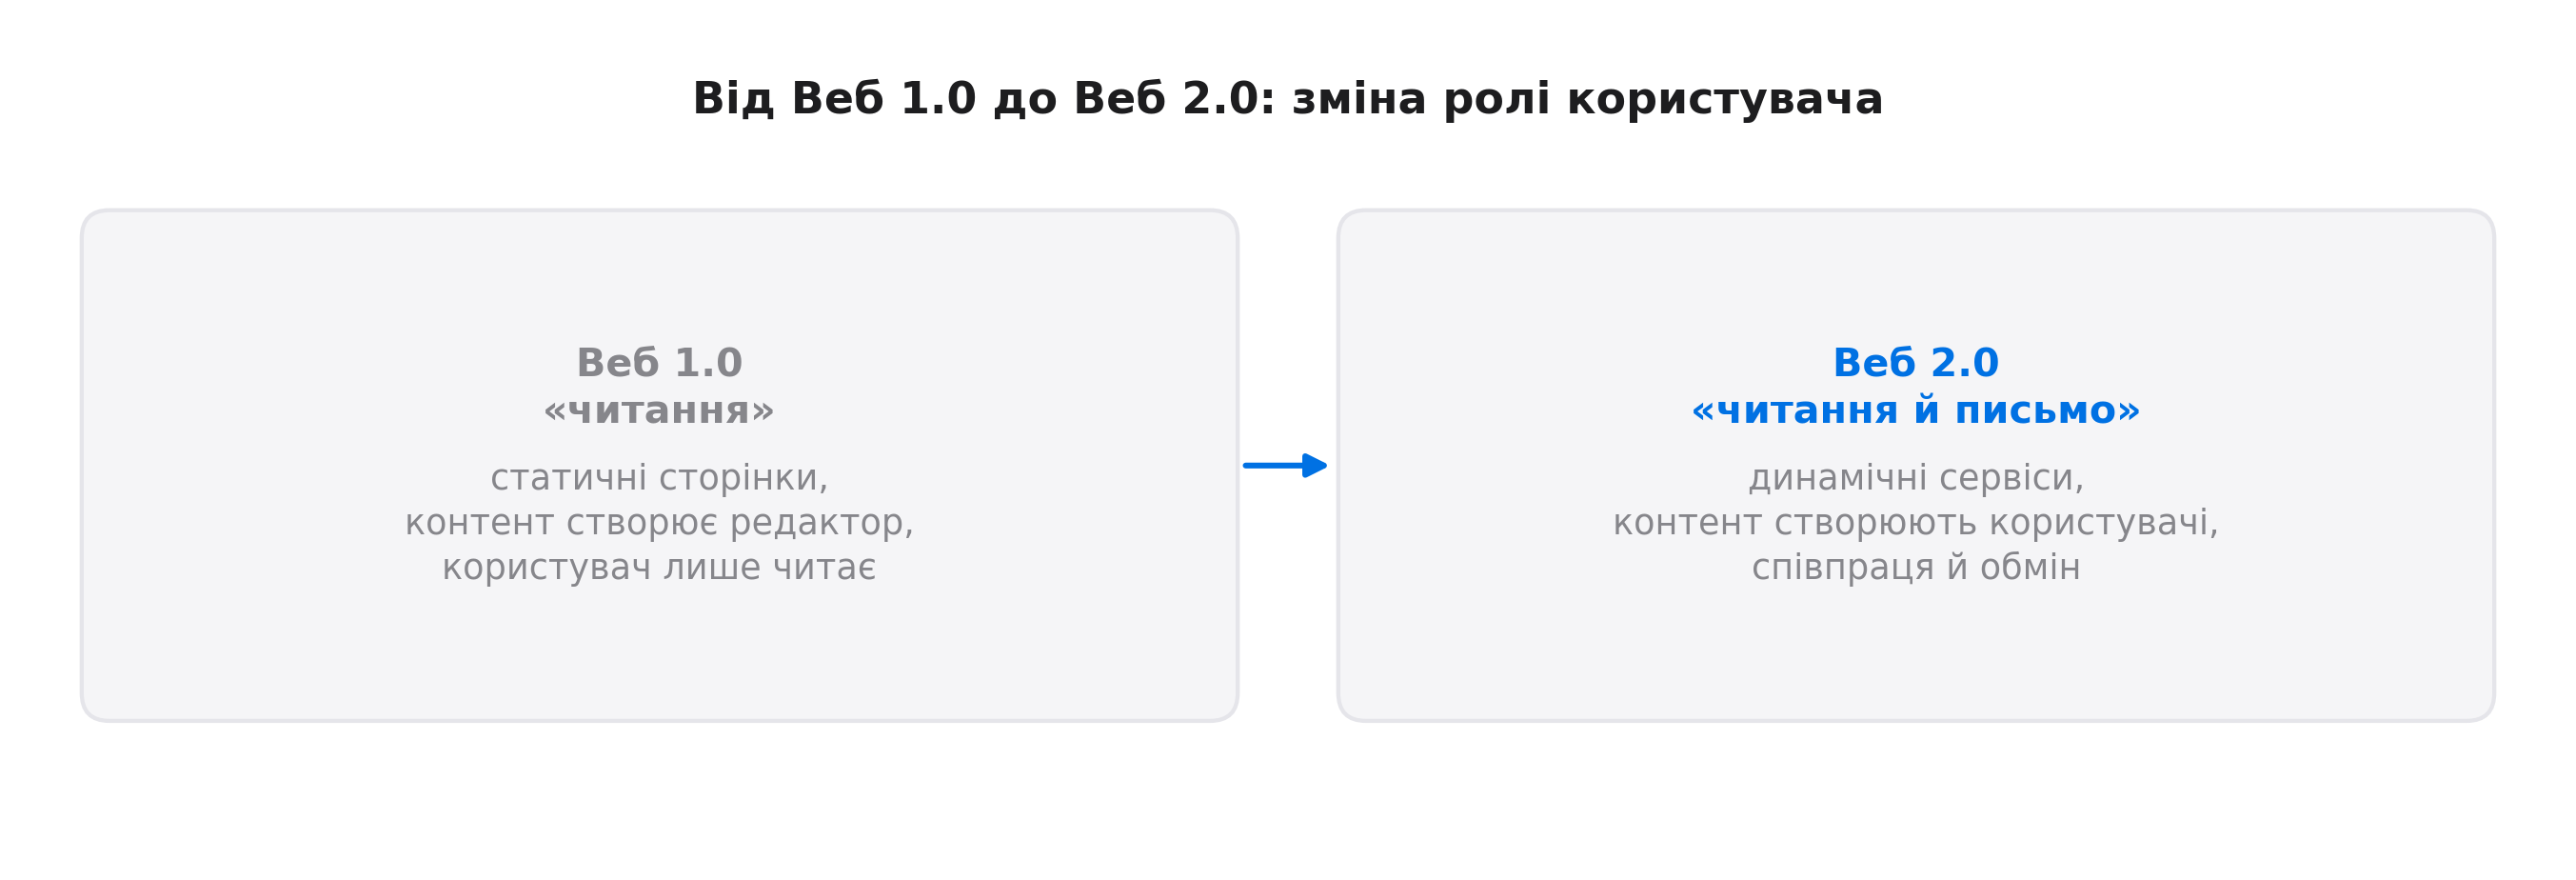 Від Веб 1.0 до Веб 2.0: зміна ролі користувача
Веб 1.0
«читання»
статичні сторінки,
контент створює редактор,
користувач лише читає
Веб 2.0
«читання й письмо»
динамічні сервіси,
контент створюють користувачі,
співпраця й обмін